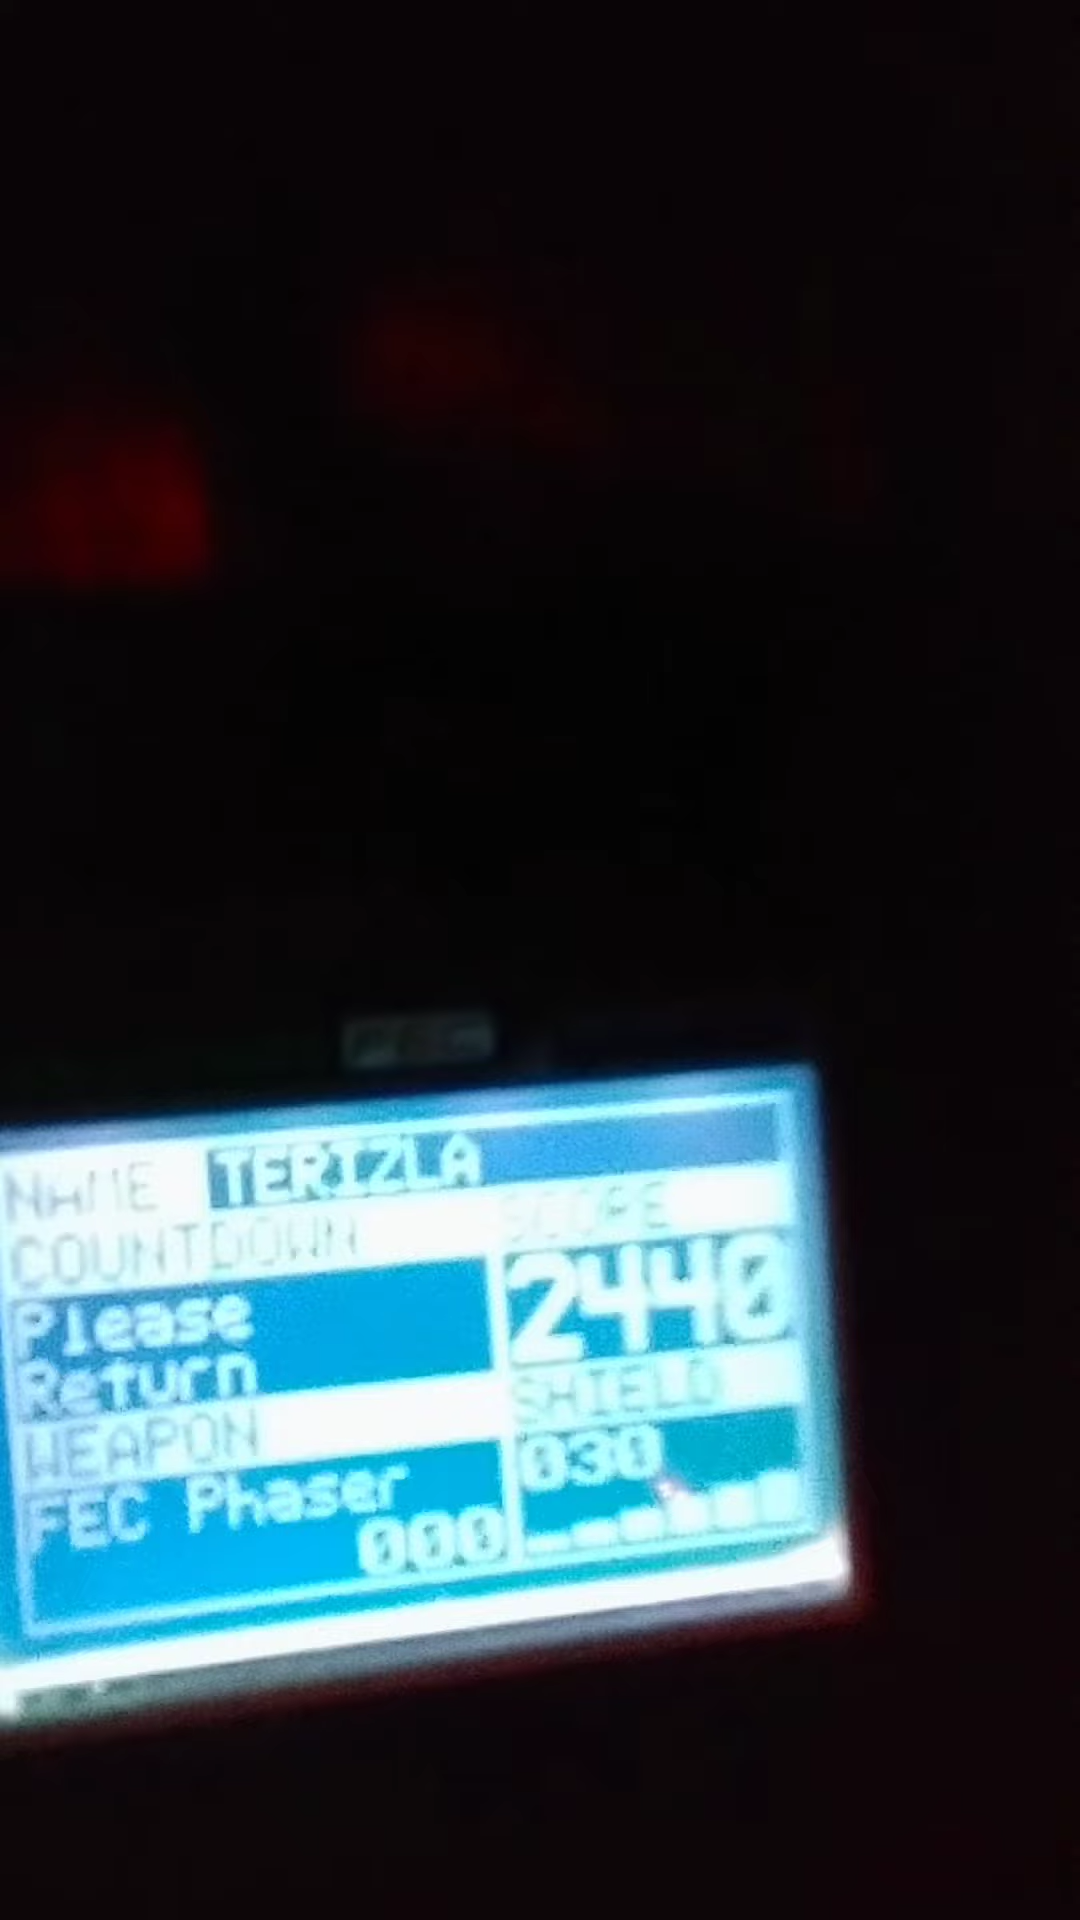 NAME TERIZLA
COUNTDOWN SCORE
Please
Return
2440
WEAPON SHIELD
FEC Phaser 030
000